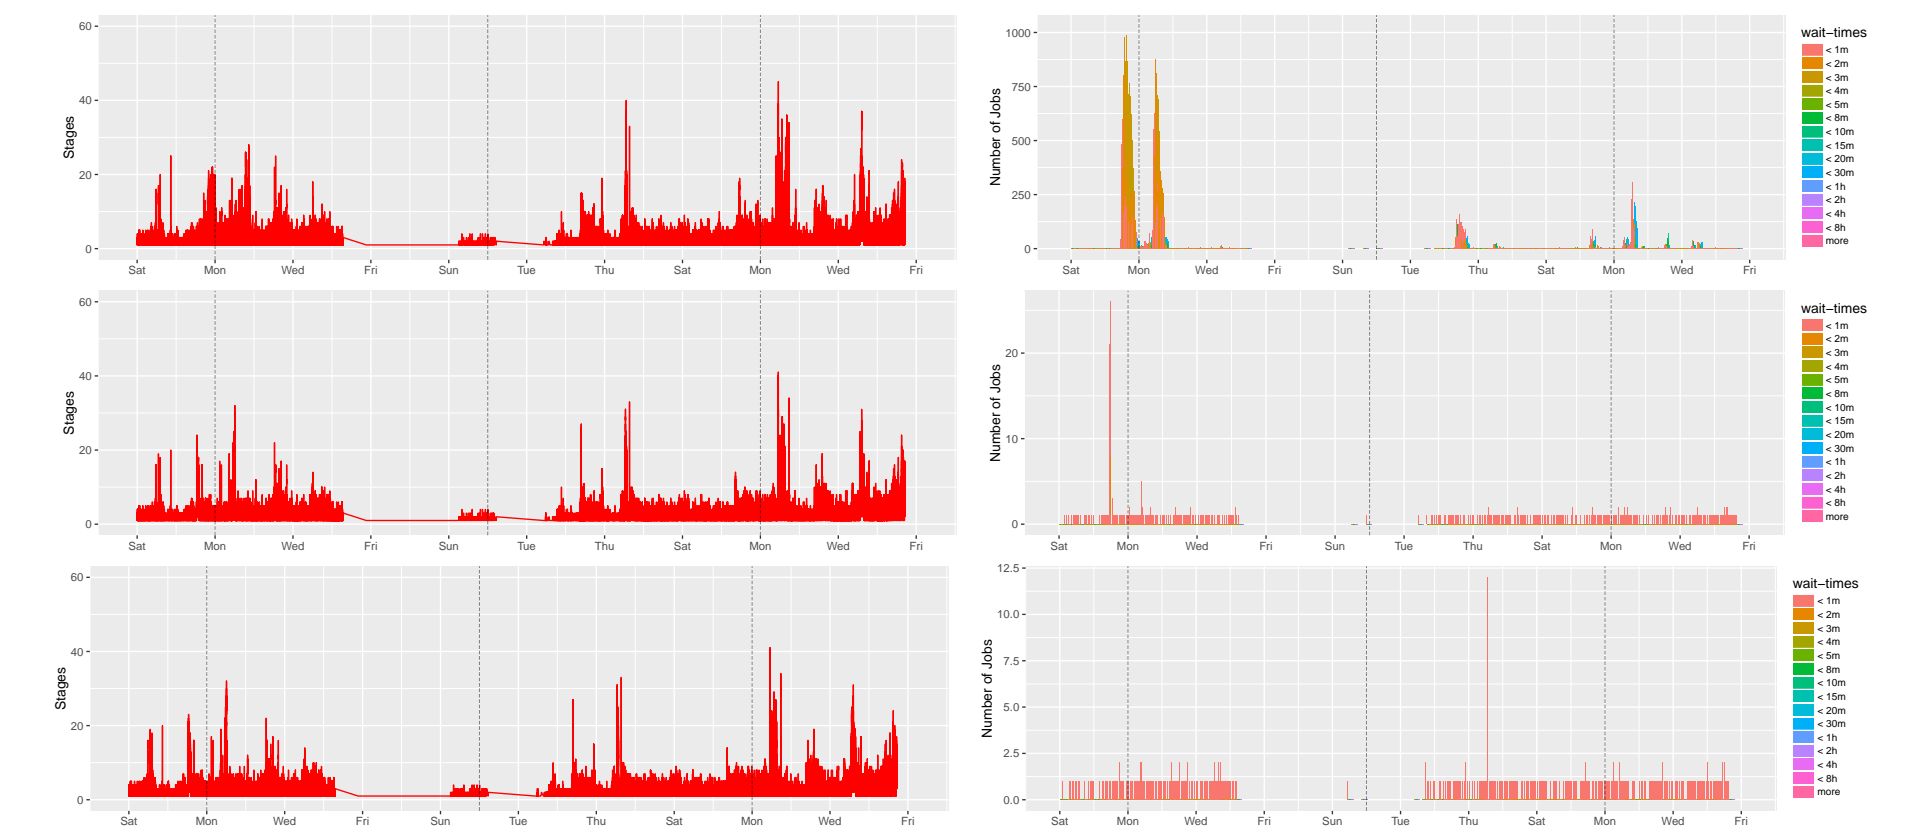 60
40
20
0
Stages
Sat Mon Wed Fri Sun Tue Thu Sat Mon Wed Fri
1000
750
500
250
0
Number of Jobs
Sat Mon Wed Fri Sun Tue Thu Sat Mon Wed Fri
wait−times
< 1m
< 2m
< 3m
< 4m
< 5m
< 8m
< 10m
< 15m
< 20m
< 30m
< 1h
< 2h
< 4h
< 8h
more
60
40
20
0
Stages
Sat Mon Wed Fri Sun Tue Thu Sat Mon Wed Fri
20
10
0
Number of Jobs
Sat Mon Wed Fri Sun Tue Thu Sat Mon Wed Fri
wait−times
< 1m
< 2m
< 3m
< 4m
< 5m
< 8m
< 10m
< 15m
< 20m
< 30m
< 1h
< 2h
< 4h
< 8h
more
60
40
20
0
Stages
Sat Mon Wed Fri Sun Tue Thu Sat Mon Wed Fri
12.5
10.0
7.5
5.0
2.5
0.0
Number of Jobs
Sat Mon Wed Fri Sun Tue Thu Sat Mon Wed Fri
wait−times
< 1m
< 2m
< 3m
< 4m
< 5m
< 8m
< 10m
< 15m
< 20m
< 30m
< 1h
< 2h
< 4h
< 8h
more